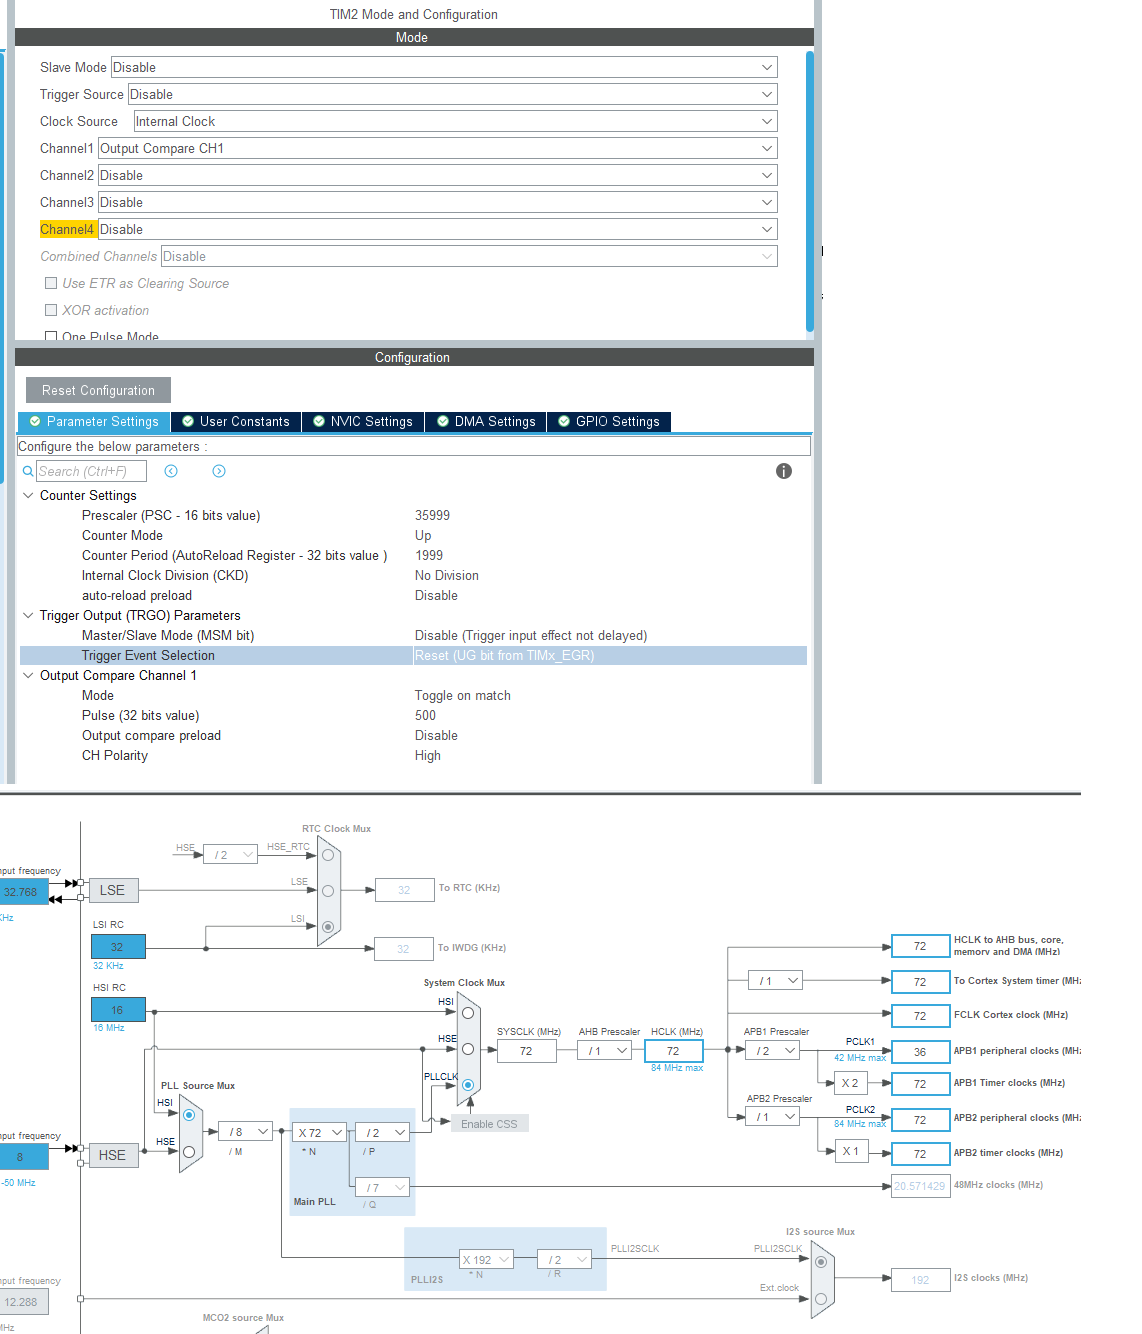 TIM2 Mode and Configuration
Mode
Slave Mode Disable
Trigger Source Disable
Clock Source Internal Clock
Channel1 Output Compare CH1
Channel2 Disable
Channel3 Disable
Channel4 Disable
Combined Channels Disable
Use ETR as Clearing Source
XOR activation
One Pulse Mode
Configuration
Reset Configuration
Parameter Settings User Constants NVIC Settings DMA Settings GPIO Settings
Configure the below parameters :
Search (Ctrl+F)
Counter Settings
Prescaler (PSC - 16 bits value) 35999
Counter Mode Up
Counter Period (AutoReload Register - 32 bits value ) 1999
Internal Clock Division (CKD) No Division
auto-reload preload Disable
Trigger Output (TRGO) Parameters
Master/Slave Mode (MSM bit) Disable (Trigger input effect not delayed)
Trigger Event Selection Reset (UG bit from TIMx_EGR)
Output Compare Channel 1
Mode Toggle on match
Pulse (32 bits value) 500
Output compare preload Disable
CH Polarity High
RTC Clock Mux
HSE / 2 HSE_RTC
put frequency
32.768 LSE LSE 32 To RTC (KHz)
KHz
LSI
LSI RC
32 32 To IWDG (KHz)
32 KHz
HSI RC
16
16 MHz
System Clock Mux
HSI
HSE
PLLCLK
SYSCLK (MHz) AHB Prescaler HCLK (MHz)
72 / 1 72
84 MHz max
Enable CSS
72 HCLK to AHB bus, core,
memory and DMA (MHz)
/ 1 72 To Cortex System timer (MHz
72 FCLK Cortex clock (MHz)
APB1 Prescaler
/ 2 PCLK1 36 APB1 peripheral clocks (MHz
42 MHz max
X 2 72 APB1 Timer clocks (MHz)
APB2 Prescaler
/ 1 PCLK2 72 APB2 peripheral clocks (MHz
84 MHz max
X 1 72 APB2 timer clocks (MHz)
PLL Source Mux
HSI
HSE
put frequency
8 HSE
-50 MHz
/ 8 X 72 / 2
/ M * N / P
/ 7 20.571429 48MHz clocks (MHz)
Main PLL / Q
X 192 / 2 PLLI2SCLK
PLLI2S * N / R
I2S source Mux
PLLI2SCLK
192 I2S clocks (MHz)
Ext.clock
put frequency
12.288
MHz
MCO2 source Mux